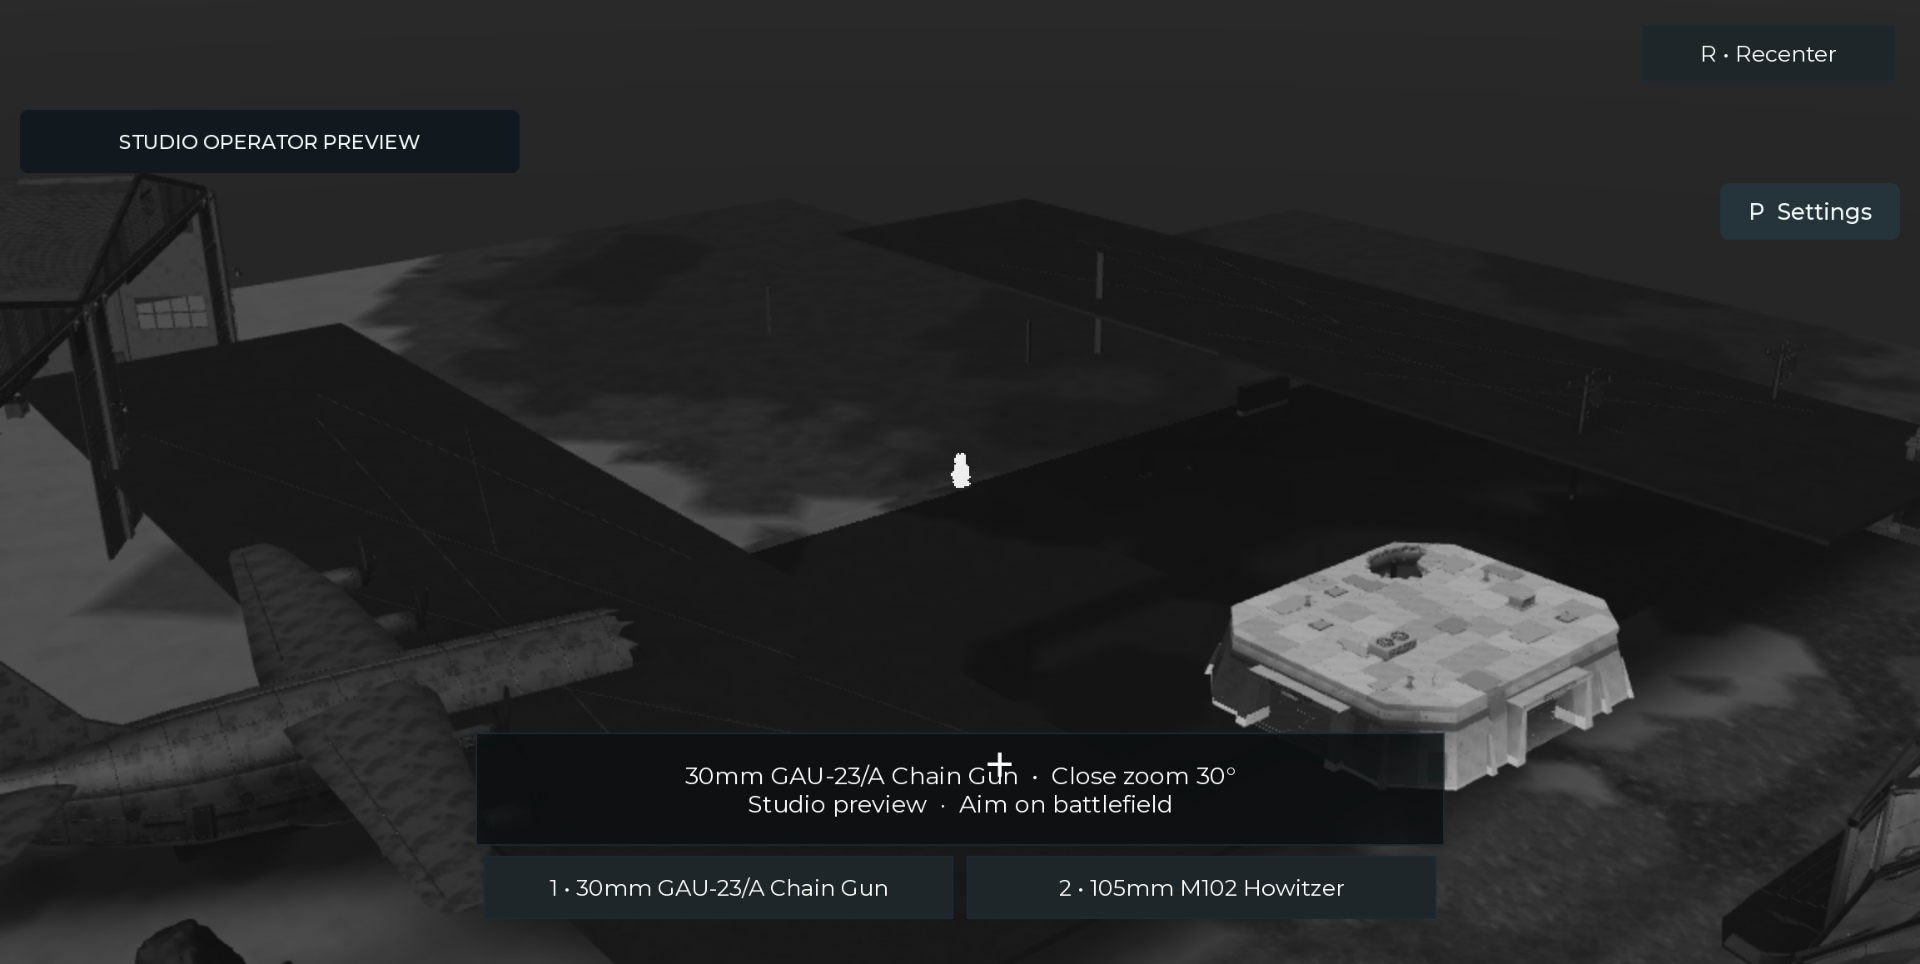 R • Recenter
STUDIO OPERATOR PREVIEW
P Settings
30mm GAU-23/A Chain Gun • Close zoom 30°
Studio preview · Aim on battlefield
1 • 30mm GAU-23/A Chain Gun
2 • 105mm M102 Howitzer